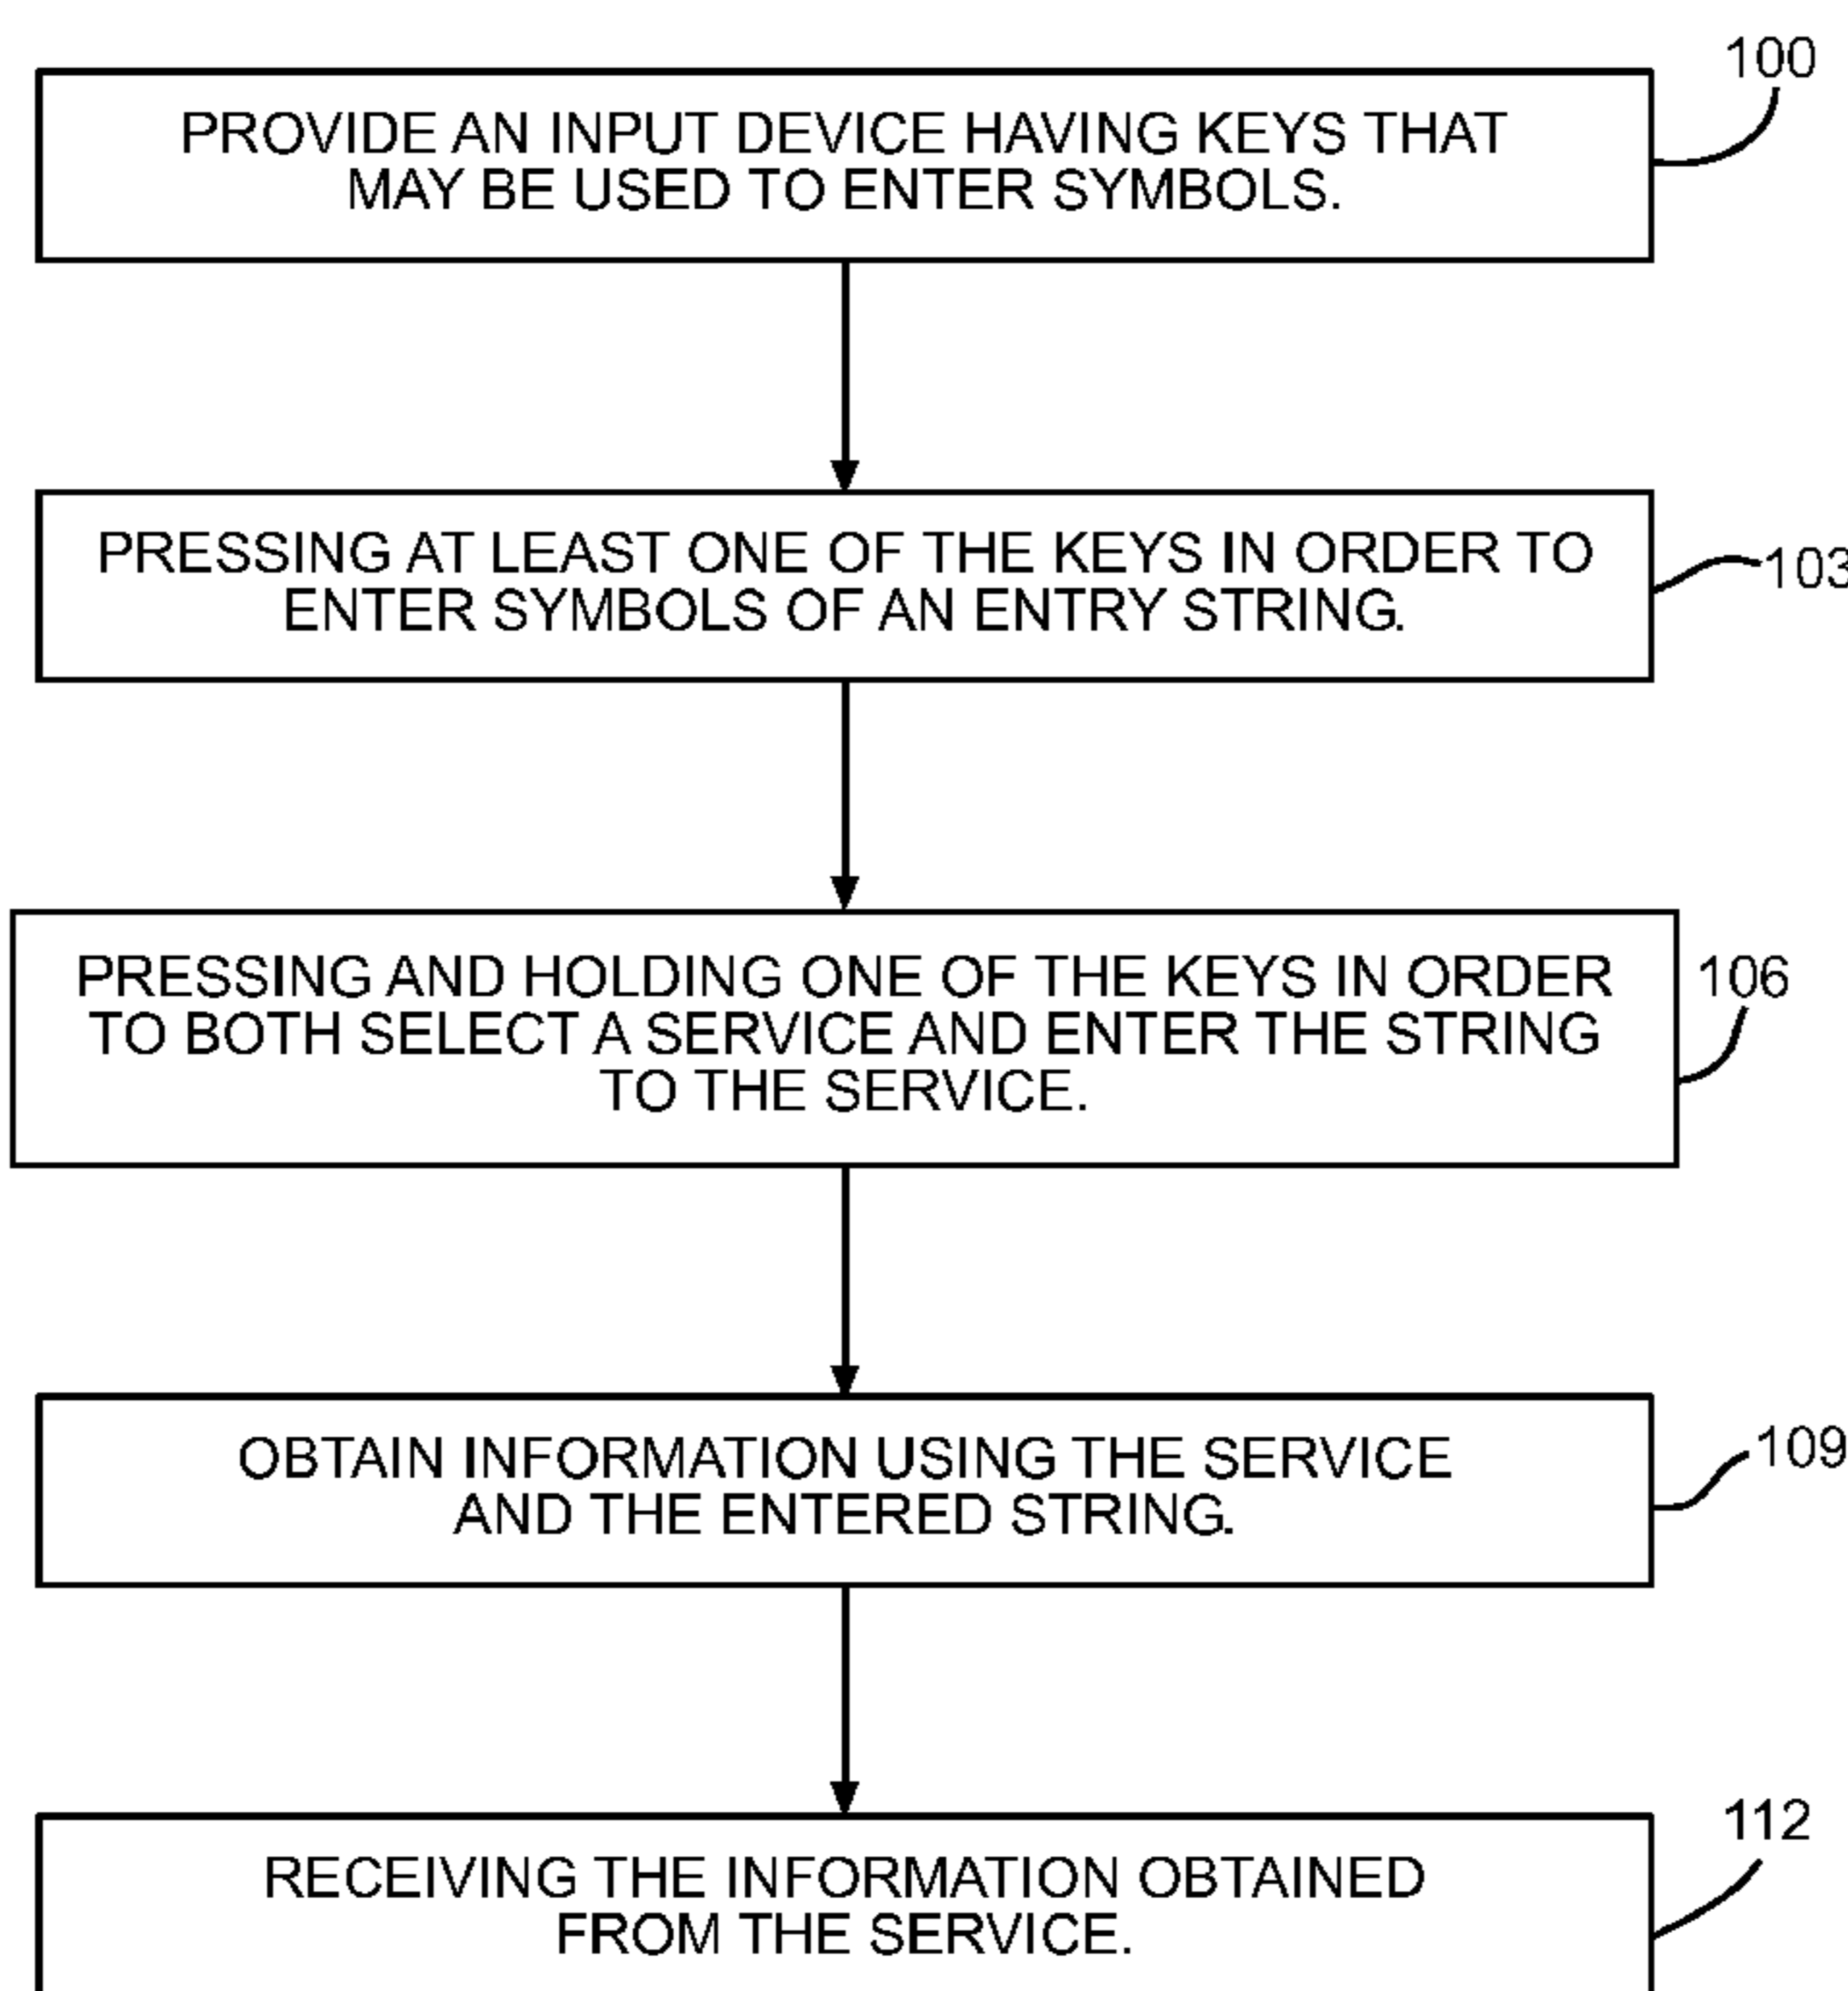 100
PROVIDE AN INPUT DEVICE HAVING KEYS THAT
MAY BE USED TO ENTER SYMBOLS.
PRESSING AT LEAST ONE OF THE KEYS IN ORDER TO
ENTER SYMBOLS OF AN ENTRY STRING.
103
PRESSING AND HOLDING ONE OF THE KEYS IN ORDER
TO BOTH SELECT A SERVICE AND ENTER THE STRING
TO THE SERVICE.
106
OBTAIN INFORMATION USING THE SERVICE
AND THE ENTERED STRING.
109
112
RECEIVING THE INFORMATION OBTAINED
FROM THE SERVICE.